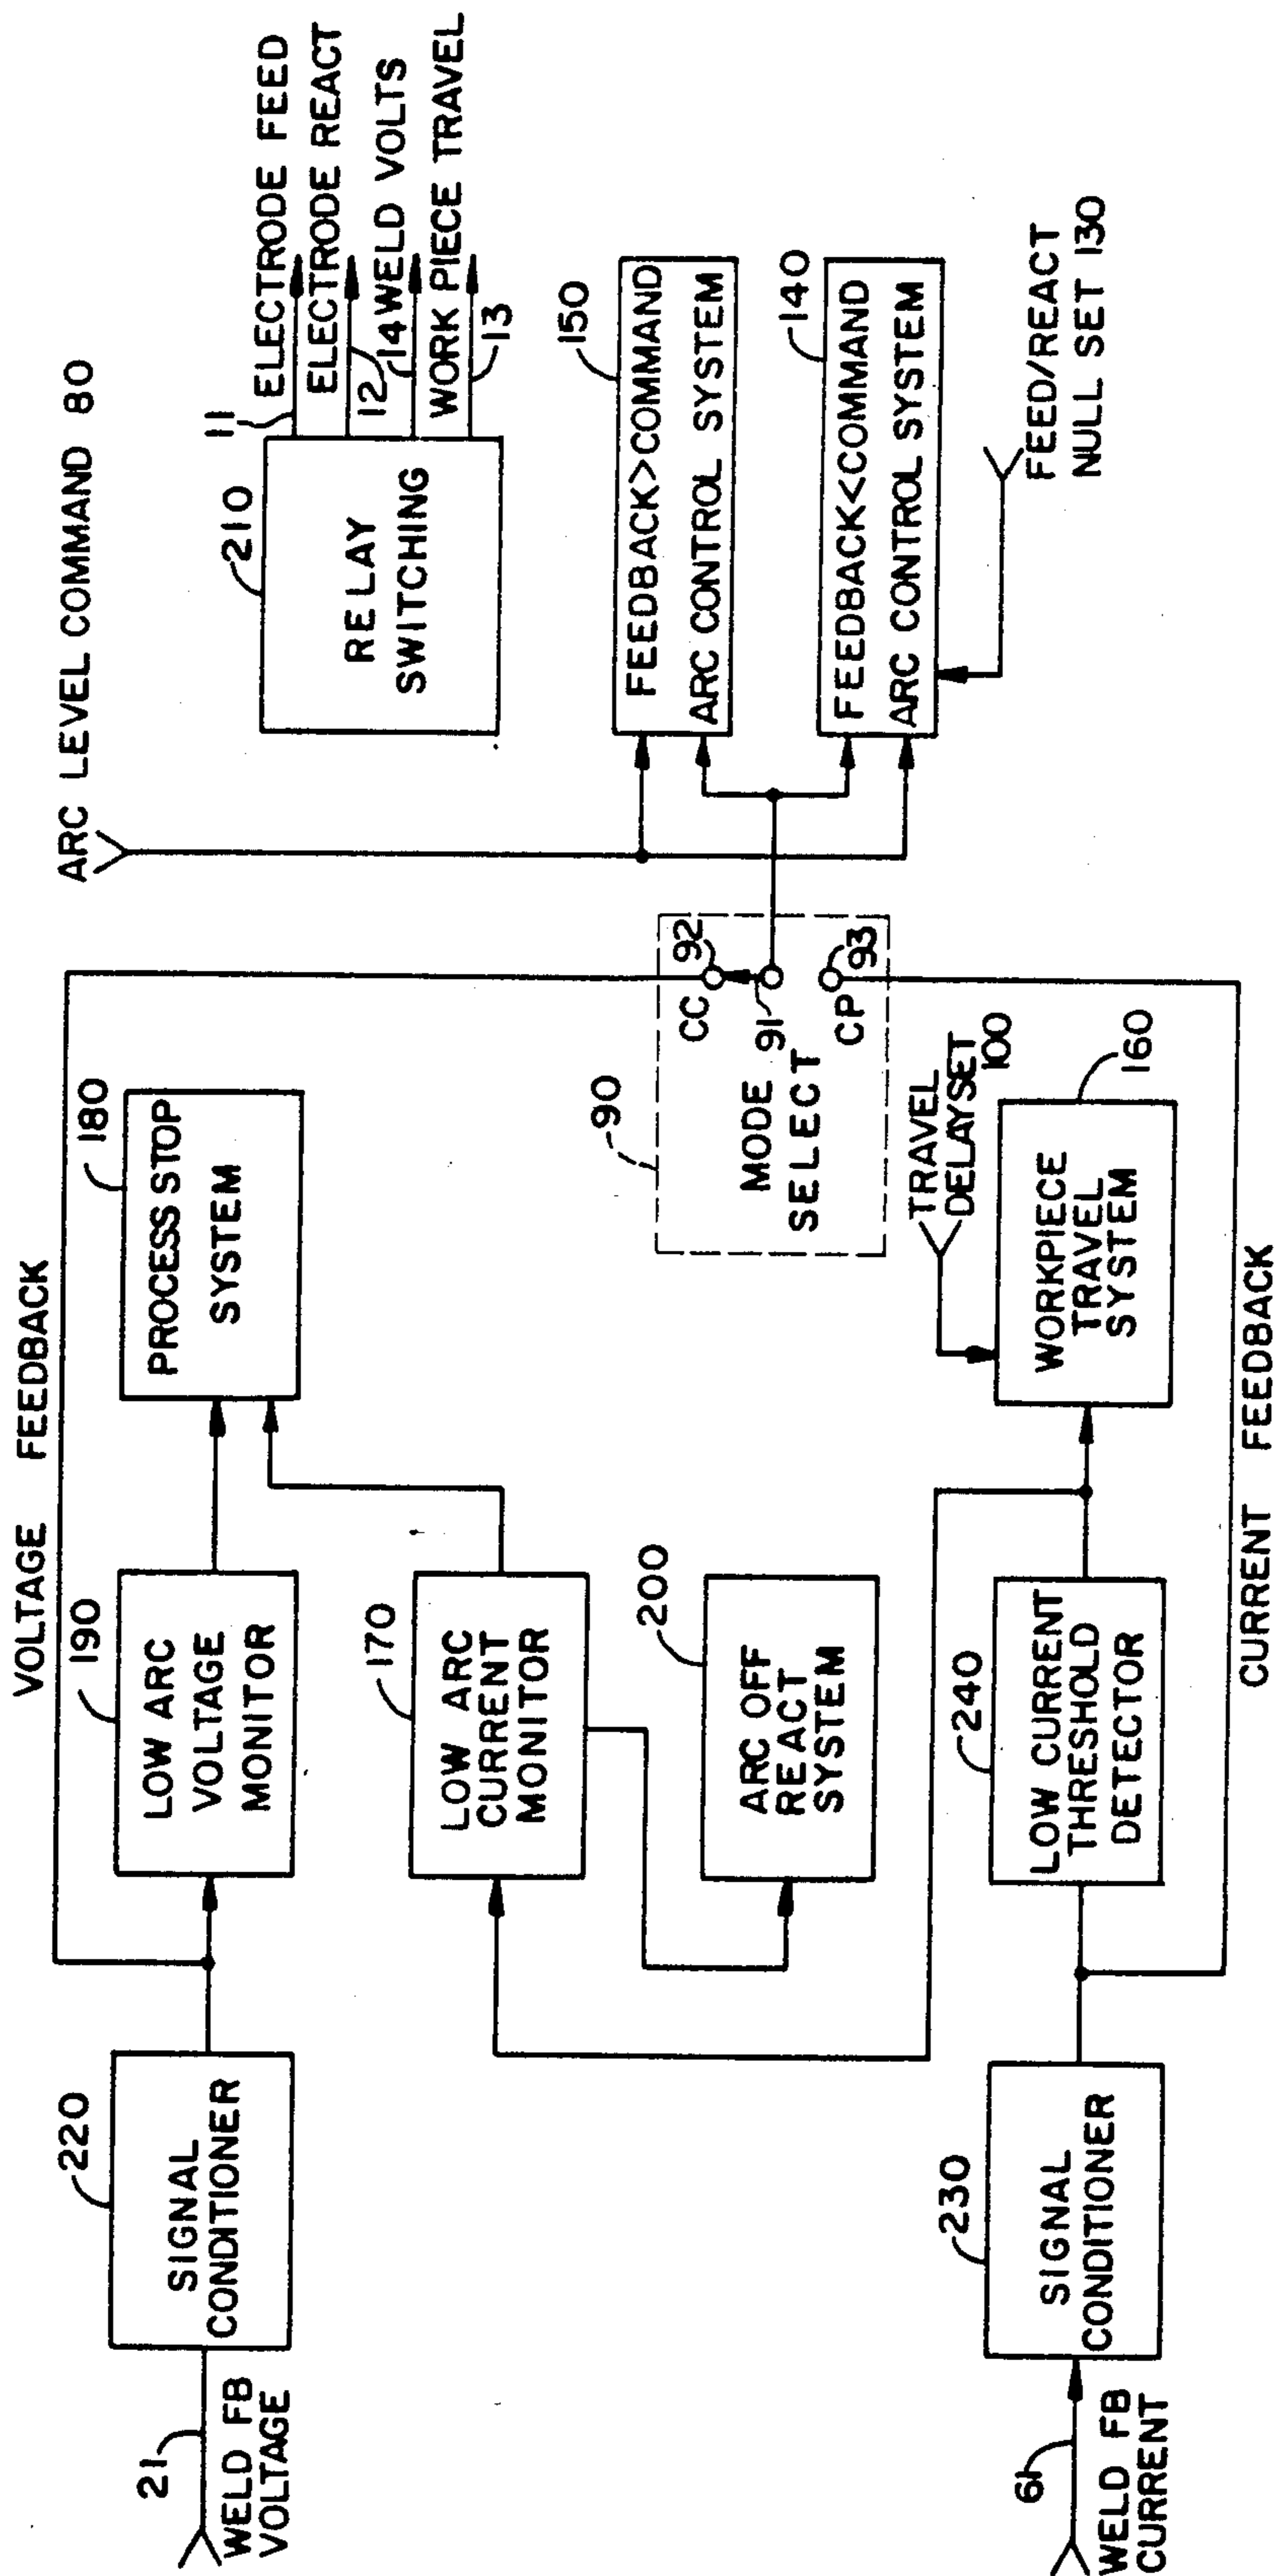 VOLTAGE FEEDBACK
ARC LEVEL COMMAND 80
21
WELD FB
VOLTAGE
220
SIGNAL
CONDITIONER
190
LOW ARC
VOLTAGE
MONITOR
180
PROCESS STOP
SYSTEM
210
RELAY
SWITCHING
11
ELECTRODE FEED
ELECTRODE REACT
12
14 WELD VOLTS
WORK PIECE TRAVEL
13
170
LOW ARC
CURRENT
MONITOR
200
ARC OFF
REACT
SYSTEM
90
MODE
SELECT
CC
92
91
CP
93
150
FEEDBACK>COMMAND
ARC CONTROL SYSTEM
140
FEEDBACK<COMMAND
ARC CONTROL SYSTEM
FEED/REACT
NULL SET 130
61
WELD FB
CURRENT
230
SIGNAL
CONDITIONER
240
LOW CURRENT
THRESHOLD
DETECTOR
TRAVEL
DELAYSET
100
160
WORKPIECE
TRAVEL
SYSTEM
CURRENT FEEDBACK